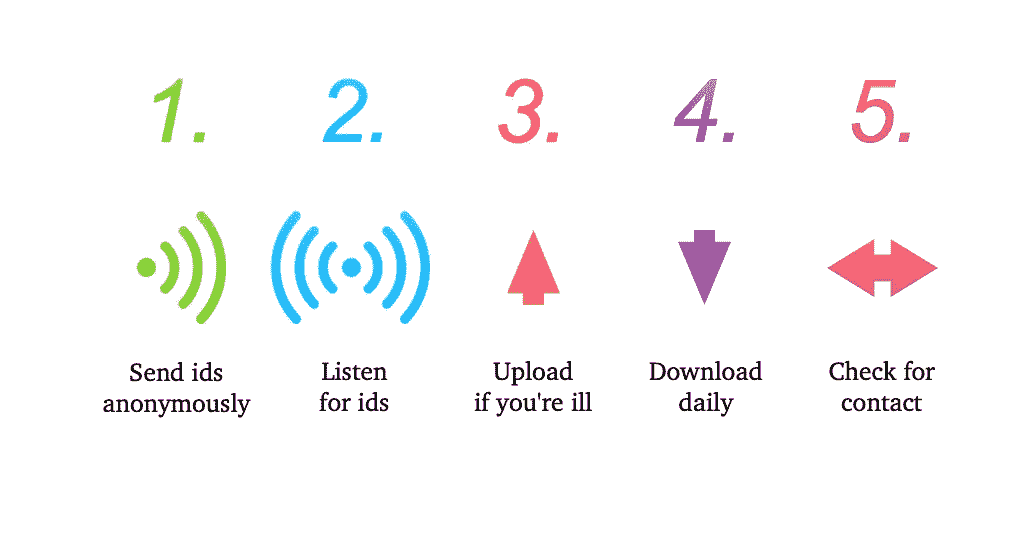 1. 2. 3. 4. 5.
Send ids
anonymously
Listen
for ids
Upload
if you're ill
Download
daily
Check for
contact